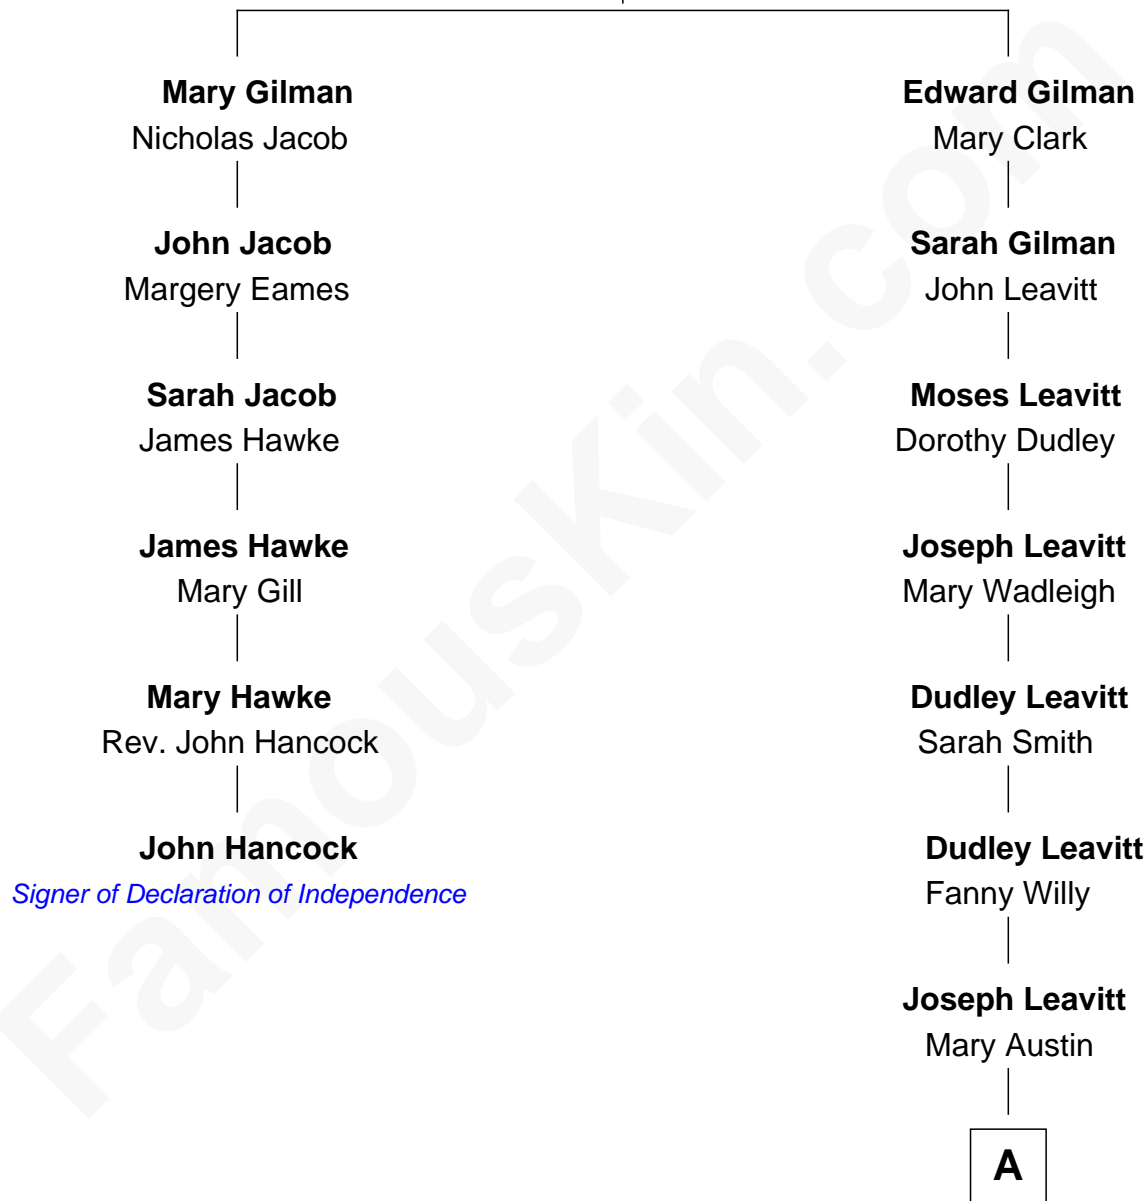 Mary Gilman
Nicholas Jacob
John Jacob
Margery Eames
Sarah Jacob
James Hawke
James Hawke
Mary Gill
Mary Hawke
Rev. John Hancock
John Hancock
Signer of Declaration of Independence
Edward Gilman
Mary Clark
Sarah Gilman
John Leavitt
Moses Leavitt
Dorothy Dudley
Joseph Leavitt
Mary Wadleigh
Dudley Leavitt
Sarah Smith
Dudley Leavitt
Fanny Willy
Joseph Leavitt
Mary Austin
A
FamousKin.com